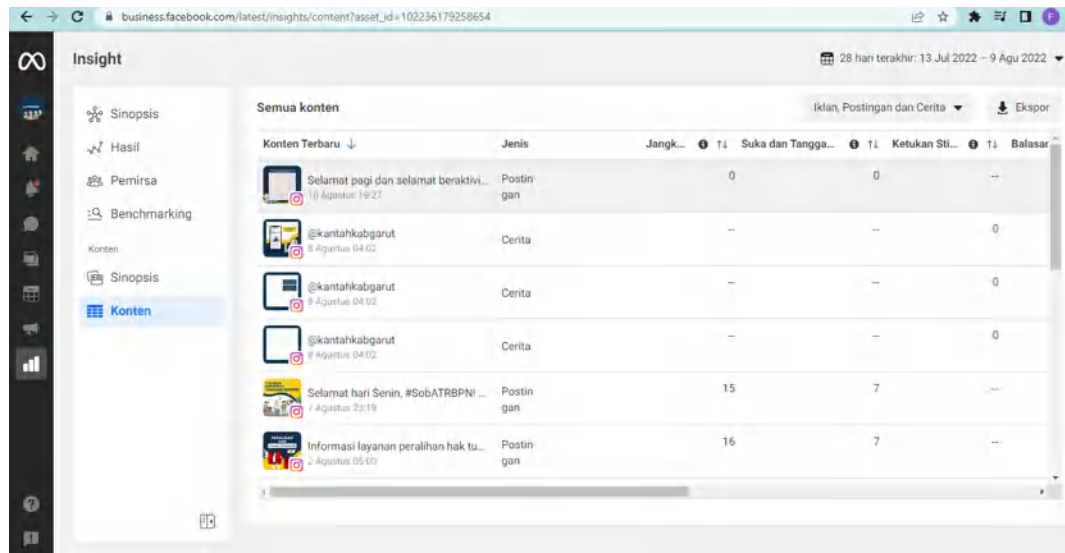 business.facebook.com/latest/insights/content?asset_id=102236179258654
Insight
28 hari terakhir: 13 Jul 2022 – 9 Agu 2022
Sinopsis
Hasil
Pemirsa
Benchmarking
Konten
Sinopsis
Konten
Semua konten
Iklan, Postingan dan Cerita
Ekspor
Konten Terbaru ↓ Jenis Jangk... Suka dan Tangga... Ketukan Sti... Balasar
Selamat pagi dan selamat beraktivi... Postin 0 0 --
10 Agustus 19:27 gan
@kantahkabgarut Cerita -- -- 0
8 Agustus 04:02
@kantahkabgarut Cerita -- -- 0
8 Agustus 04:02
@kantahkabgarut Cerita -- -- 0
8 Agustus 04:02
Selamat hari Senin, #SobATRBPN! ... Postin 15 7 --
7 Agustus 23:19 gan
Informasi layanan peralihan hak tu... Postin 16 7 --
2 Agustus 05:00 gan